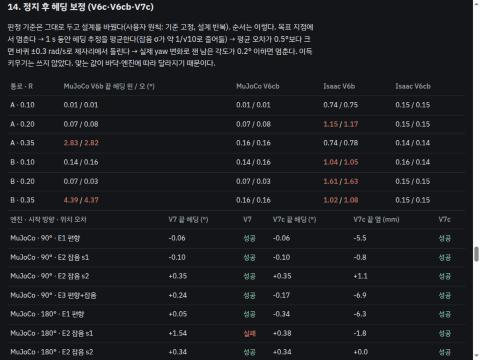 14. 정지 후 헤딩 보정 (V6c·V6cb·V7c)
판정 기준은 그대로 두고 설계를 바꿨다(사용자 원칙: 기준 고정, 설계 반복). 순서는 이렇다. 목표 지점에
서 멈춘다 → 1 s 동안 헤딩 추정을 평균한다(잡음 σ가 약 1/√10로 줄어듦) → 평균 오차가 0.5°보다 크
면 바퀴 ±0.3 rad/s로 제자리에서 돌린다 → 실제 yaw 변화로 잰 남은 각도가 0.2° 이하면 멈춘다. 이득
키우기는 쓰지 않았다. 맞는 값이 바닥·엔진에 따라 달라지기 때문이다.
통로 · R MuJoCo V6b 끝 헤딩 왼 / 오 (°) MuJoCo V6cb Isaac V6b Isaac V6cb
A · 0.10 0.01 / 0.01 0.01 / 0.01 0.74 / 0.75 0.15 / 0.15
A · 0.20 0.07 / 0.08 0.07 / 0.08 1.15 / 1.17 0.15 / 0.15
A · 0.35 2.83 / 2.82 0.16 / 0.16 0.74 / 0.78 0.14 / 0.14
B · 0.10 0.14 / 0.16 0.14 / 0.16 1.04 / 1.05 0.16 / 0.14
B · 0.20 0.07 / 0.03 0.07 / 0.03 1.61 / 1.63 0.15 / 0.15
B · 0.35 4.39 / 4.37 0.16 / 0.16 1.02 / 1.08 0.15 / 0.15
엔진 · 시작 방향 · 위치 오차 V7 끝 헤딩 (°) V7 V7c 끝 헤딩 (°) V7c 끝 옆 (mm) V7c
MuJoCo · 90° · E1 편향 -0.06 성공 -0.06 -5.5 성공
MuJoCo · 90° · E2 잡음 s1 -0.10 성공 -0.10 -0.8 성공
MuJoCo · 90° · E2 잡음 s2 +0.35 성공 +0.35 +1.1 성공
MuJoCo · 90° · E3 편향+잡음 +0.24 성공 -0.17 -6.9 성공
MuJoCo · 180° · E1 편향 +0.05 성공 -0.34 -6.3 성공
MuJoCo · 180° · E2 잡음 s1 +1.54 실패 +0.38 -1.8 성공
MuJoCo · 180° · E2 잡음 s2 +0.34 성공 +0.34 +0.0 성공